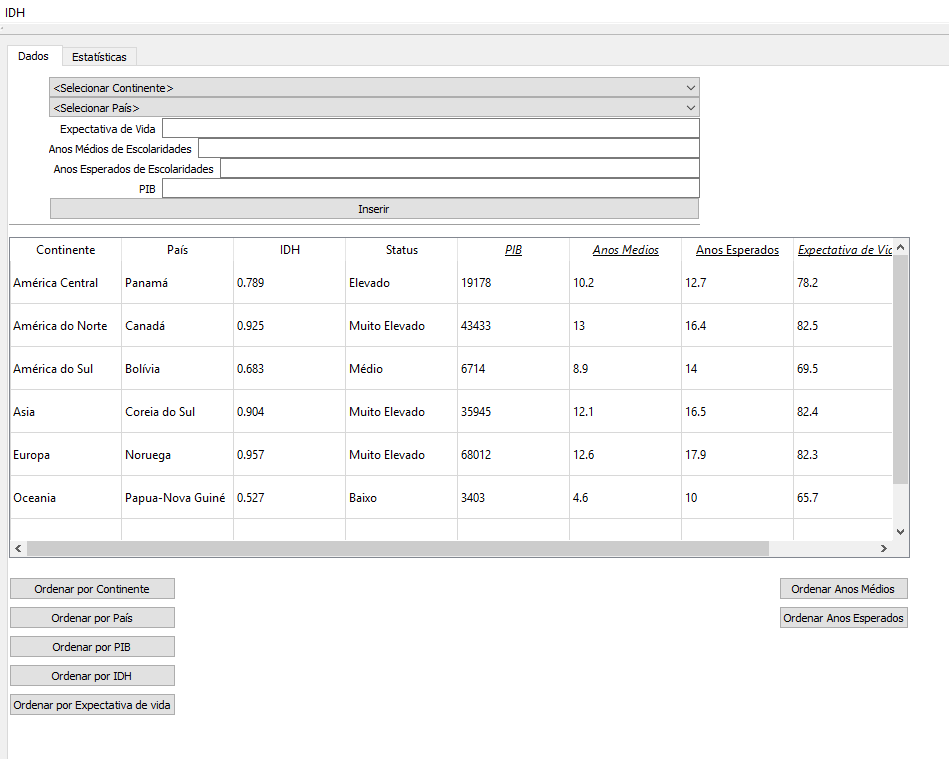 IDH
Dados Estatísticas
<Selecionar Continente>
<Selecionar País>
Expectativa de Vida
Anos Médios de Escolaridades
Anos Esperados de Escolaridades
PIB
Inserir
Continente País IDH Status PIB Anos Medios Anos Esperados Expectativa de Vid
América Central Panamá 0.789 Elevado 19178 10.2 12.7 78.2
América do Norte Canadá 0.925 Muito Elevado 43433 13 16.4 82.5
América do Sul Bolívia 0.683 Médio 6714 8.9 14 69.5
Asia Coreia do Sul 0.904 Muito Elevado 35945 12.1 16.5 82.4
Europa Noruega 0.957 Muito Elevado 68012 12.6 17.9 82.3
Oceania Papua-Nova Guiné 0.527 Baixo 3403 4.6 10 65.7
Ordenar por Continente Ordenar Anos Médios
Ordenar por País Ordenar Anos Esperados
Ordenar por PIB
Ordenar por IDH
Ordenar por Expectativa de vida